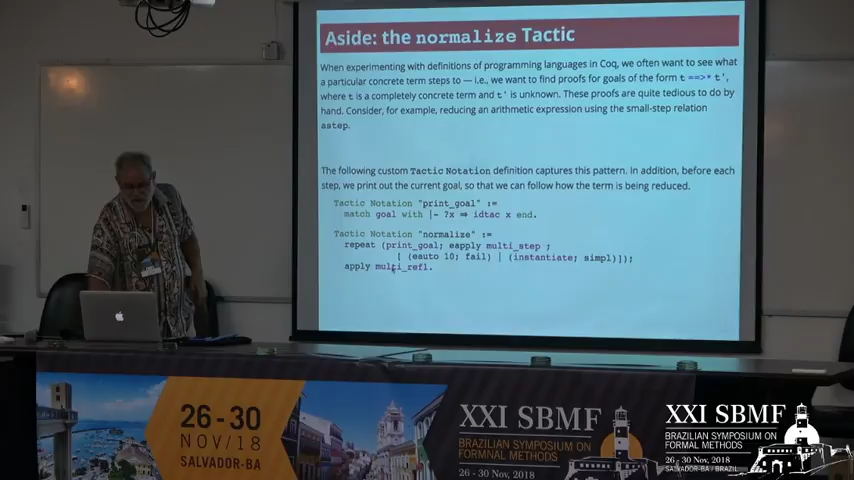 Aside: the normalize Tactic
When experimenting with definitions of programming languages in Coq, we often want to see what
a particular concrete term steps to — i.e., we want to find proofs for goals of the form t ==>* t',
where t is a completely concrete term and t' is unknown. These proofs are quite tedious to do by
hand. Consider, for example, reducing an arithmetic expression using the small-step relation
astep.
The following custom Tactic Notation definition captures this pattern. In addition, before each
step, we print out the current goal, so that we can follow how the term is being reduced.
Tactic Notation "print_goal" :=
match goal with |- ?x ⇒ idtac x end.
Tactic Notation "normalize" :=
repeat (print_goal; eapply multi_step ;
[ (eauto 10; fail) | (instantiate; simpl)]);
apply multi_refl.
26-30
NOV/18
SALVADOR-BA
XXI SBMF
BRAZILIAN SYMPOSIUM ON
FORMNAL METHODS
26 - 30 Nov, 2018
XXI SBMF
BRAZILIAN SYMPOSIUM ON
FORMAL METHODS
26 - 30 Nov, 2018
SALVADOR-BA / BRAZIL